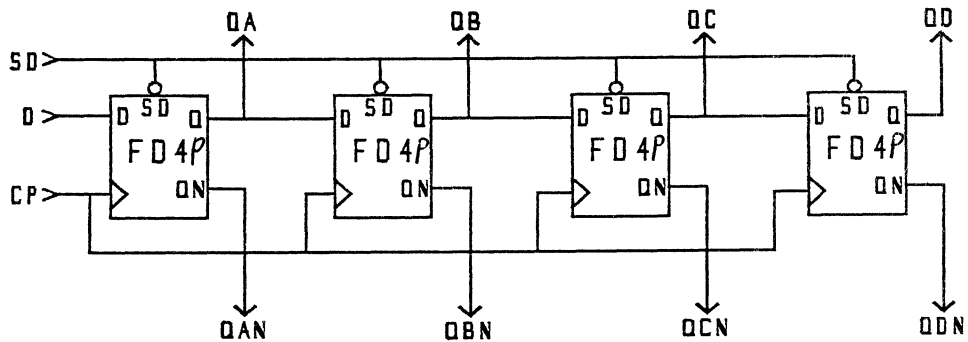 QA QB QC QD
SD
SD SD SD SD
D D Q D Q D Q D Q
FD4P FD4P FD4P FD4P
CP QN QN QN QN
QAN QBN QCN QDN